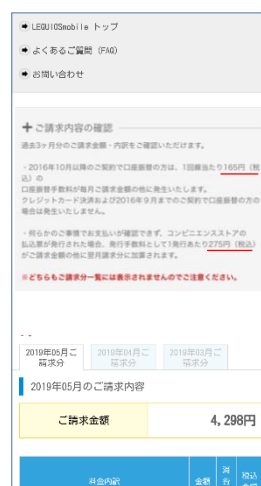 LEQUIOSmobile トップ
よくあるご質問 (FAQ)
お問い合わせ
ご請求内容の確認
過去3ヶ月分のご請求金額・内訳をご確認いただけます。
・2016年10月以降のご契約で口座振替の方は、1回線当たり165円（税
込）の
口座振替手数料が毎月ご請求金額の他に発生いたします。
クレジットカード決済および2016年9月までのご契約で口座振替の方の
場合は発生いたしません。
・何らかのご事情でお支払いが確認できず、コンビニエンスストアの
払込票が発行された場合、発行手数料として1発行あたり275円（税込）
がご請求金額の他に翌月請求分に加算されます。
※どちらもご請求分一覧には表示されませんのでご注意ください。
2019年05月ご
請求分
2019年04月ご
請求分
2019年03月ご
請求分
2019年05月のご請求内容
ご請求金額
4,298円
料金内訳
金額
消
税込